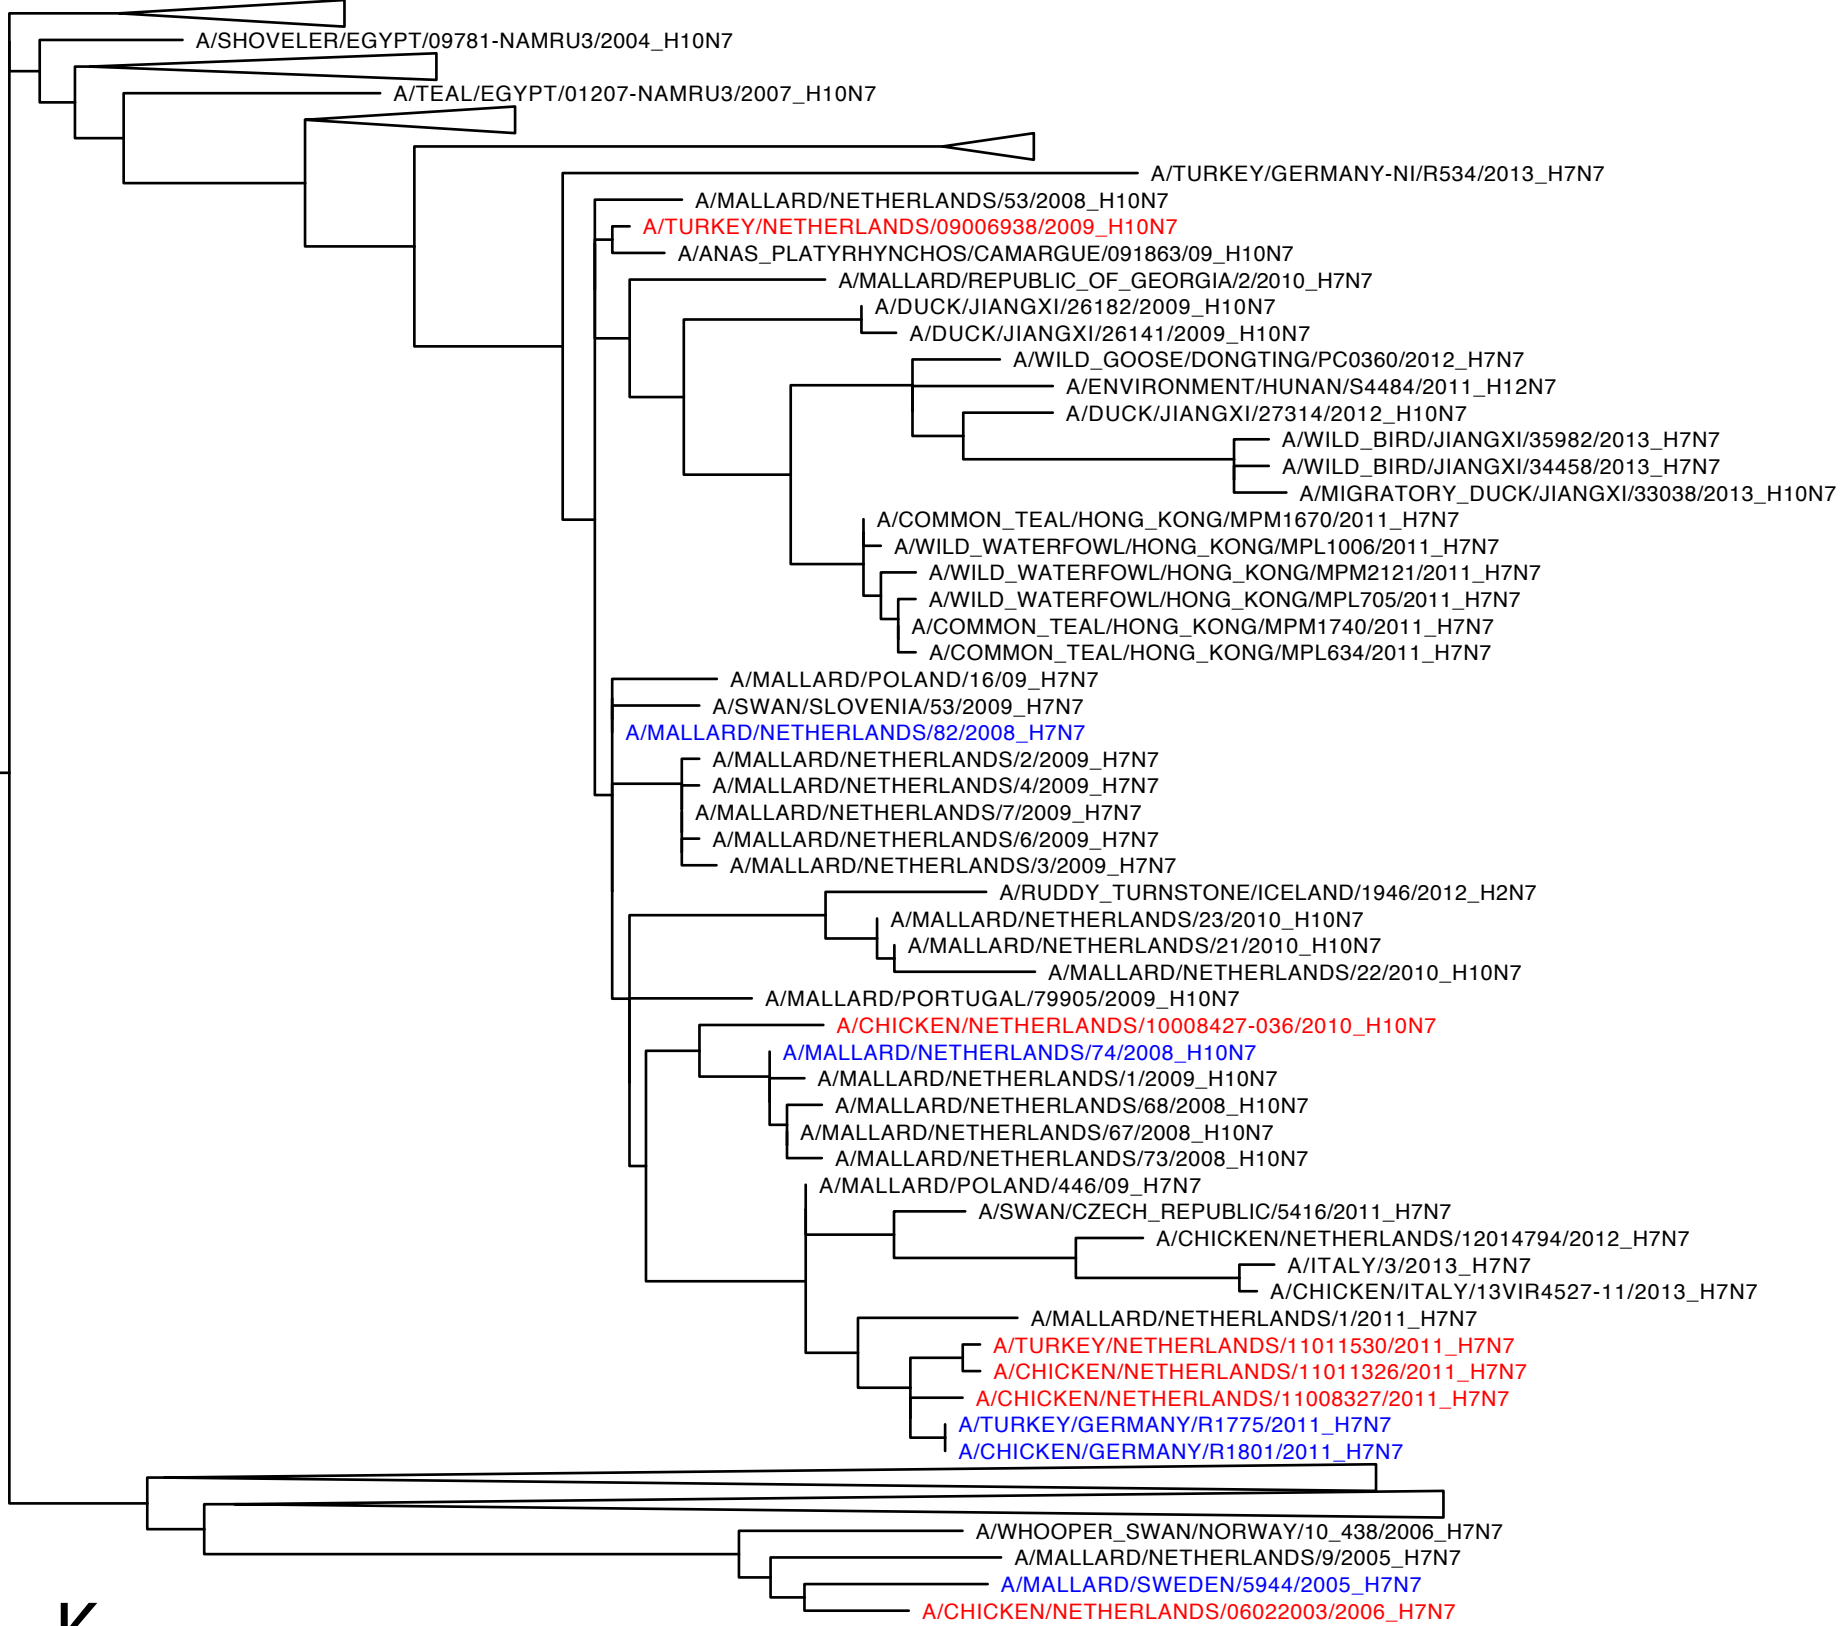 A/SHOVELER/EGYPT/09781-NAMRU3/2004_H10N7
A/TEAL/EGYPT/01207-NAMRU3/2007_H10N7
A/TURKEY/GERMANY-NI/R534/2013_H7N7
A/MALLARD/NETHERLANDS/53/2008_H10N7
A/TURKEY/NETHERLANDS/09006938/2009_H10N7
A/ANAS_PLATYRHYNCHOS/CAMARGUE/091863/09_H10N7
A/MALLARD/REPUBLIC_OF_GEORGIA/2/2010_H7N7
A/DUCK/JIANGXI/26182/2009_H10N7
A/DUCK/JIANGXI/26141/2009_H10N7
A/WILD_GOOSE/DONGTING/PC0360/2012_H7N7
A/ENVIRONMENT/HUNAN/S4484/2011_H12N7
A/DUCK/JIANGXI/27314/2012_H10N7
A/WILD_BIRD/JIANGXI/35982/2013_H7N7
A/WILD_BIRD/JIANGXI/34458/2013_H7N7
A/MIGRATORY_DUCK/JIANGXI/33038/2013_H10N7
A/COMMON_TEAL/HONG_KONG/MPM1670/2011_H7N7
A/WILD_WATERFOWL/HONG_KONG/MPL1006/2011_H7N7
A/WILD_WATERFOWL/HONG_KONG/MPM2121/2011_H7N7
A/WILD_WATERFOWL/HONG_KONG/MPL705/2011_H7N7
A/COMMON_TEAL/HONG_KONG/MPM1740/2011_H7N7
A/COMMON_TEAL/HONG_KONG/MPL634/2011_H7N7
A/MALLARD/POLAND/16/09_H7N7
A/SWAN/SLOVENIA/53/2009_H7N7
A/MALLARD/NETHERLANDS/82/2008_H7N7
A/MALLARD/NETHERLANDS/2/2009_H7N7
A/MALLARD/NETHERLANDS/4/2009_H7N7
A/MALLARD/NETHERLANDS/7/2009_H7N7
A/MALLARD/NETHERLANDS/6/2009_H7N7
A/MALLARD/NETHERLANDS/3/2009_H7N7
A/RUDDY_TURNSTONE/ICELAND/1946/2012_H2N7
A/MALLARD/NETHERLANDS/23/2010_H10N7
A/MALLARD/NETHERLANDS/21/2010_H10N7
A/MALLARD/NETHERLANDS/22/2010_H10N7
A/MALLARD/PORTUGAL/79905/2009_H10N7
A/CHICKEN/NETHERLANDS/10008427-036/2010_H10N7
A/MALLARD/NETHERLANDS/74/2008_H10N7
A/MALLARD/NETHERLANDS/1/2009_H10N7
A/MALLARD/NETHERLANDS/68/2008_H10N7
A/MALLARD/NETHERLANDS/67/2008_H10N7
A/MALLARD/NETHERLANDS/73/2008_H10N7
A/MALLARD/POLAND/446/09_H7N7
A/SWAN/CZECH_REPUBLIC/5416/2011_H7N7
A/CHICKEN/NETHERLANDS/12014794/2012_H7N7
A/ITALY/3/2013_H7N7
A/CHICKEN/ITALY/13VIR4527-11/2013_H7N7
A/MALLARD/NETHERLANDS/1/2011_H7N7
A/TURKEY/NETHERLANDS/11011530/2011_H7N7
A/CHICKEN/NETHERLANDS/11011326/2011_H7N7
A/CHICKEN/NETHERLANDS/11008327/2011_H7N7
A/TURKEY/GERMANY/R1775/2011_H7N7
A/CHICKEN/GERMANY/R1801/2011_H7N7
A/WHOOPER_SWAN/NORWAY/10_438/2006_H7N7
A/MALLARD/NETHERLANDS/9/2005_H7N7
A/MALLARD/SWEDEN/5944/2005_H7N7
A/CHICKEN/NETHERLANDS/06022003/2006_H7N7